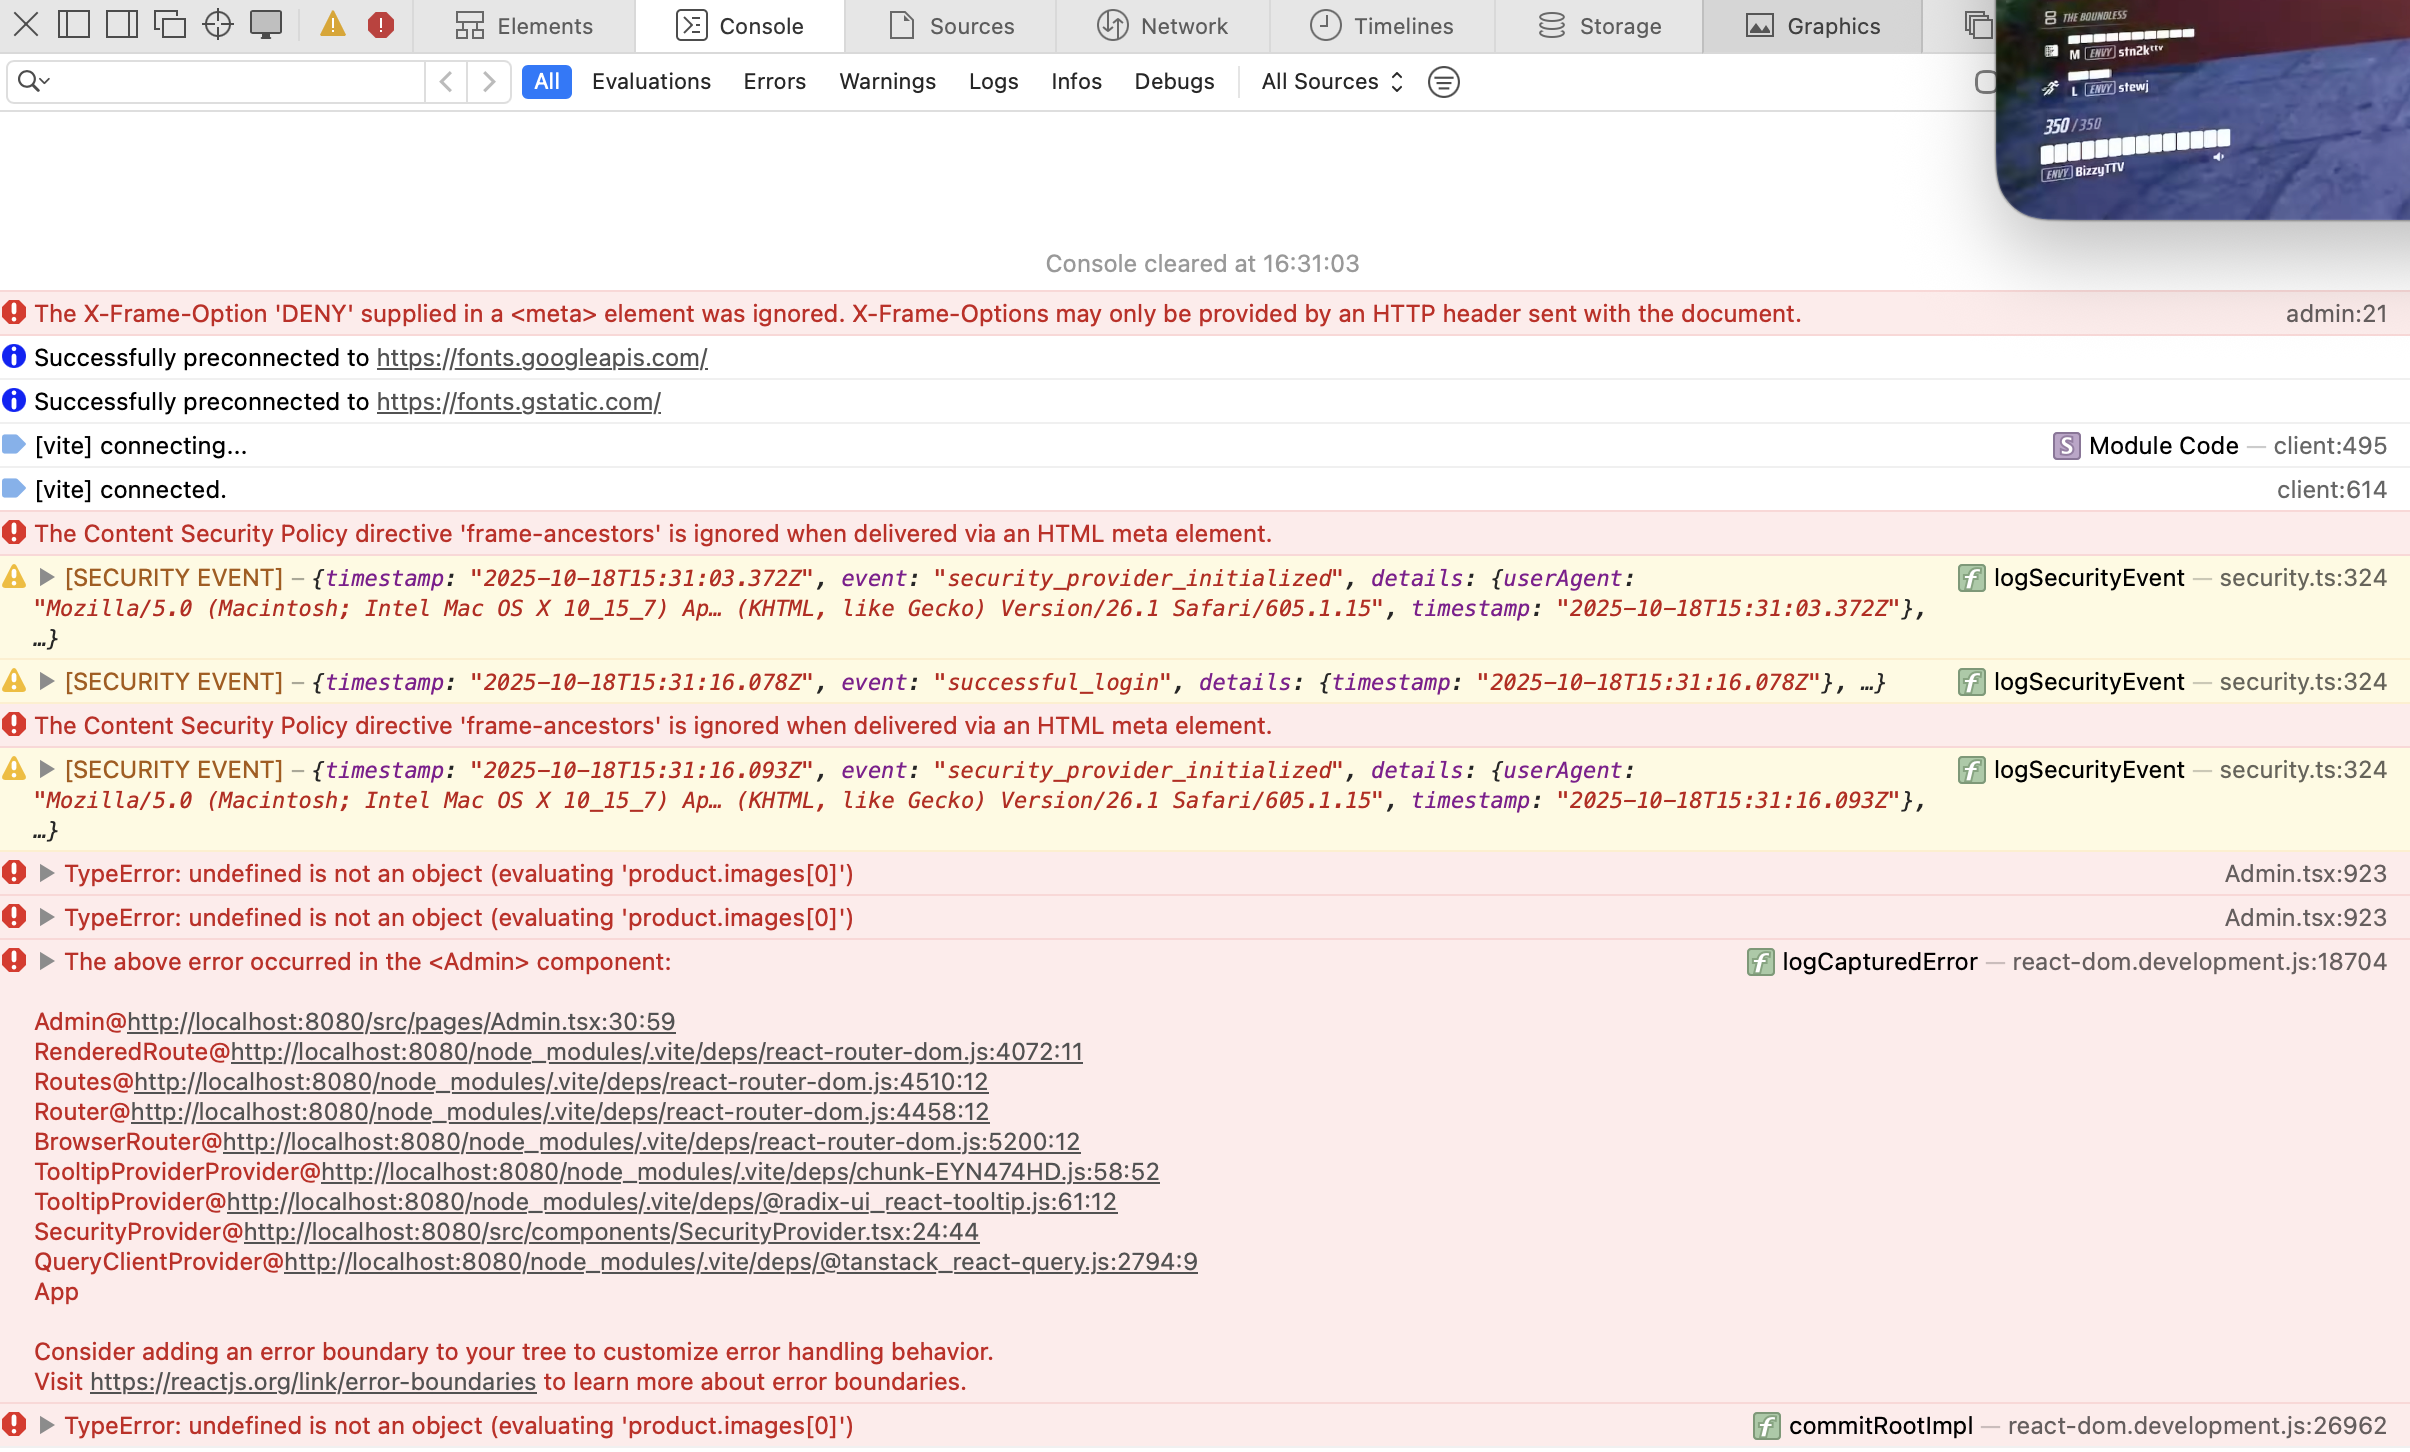 Elements
Console
Sources
Network
Timelines
Storage
Graphics
THE BOUNDLESS
M ENVY stn2kttv
L ENVY stewj
350/350
ENVY BizzyTTV
All
Evaluations
Errors
Warnings
Logs
Infos
Debugs
All Sources
Console cleared at 16:31:03
The X-Frame-Option 'DENY' supplied in a <meta> element was ignored. X-Frame-Options may only be provided by an HTTP header sent with the document. admin:21
Successfully preconnected to https://fonts.googleapis.com/
Successfully preconnected to https://fonts.gstatic.com/
[vite] connecting... S Module Code — client:495
[vite] connected. client:614
The Content Security Policy directive 'frame-ancestors' is ignored when delivered via an HTML meta element.
[SECURITY EVENT] – {timestamp: "2025-10-18T15:31:03.372Z", event: "security_provider_initialized", details: {userAgent: f logSecurityEvent — security.ts:324
"Mozilla/5.0 (Macintosh; Intel Mac OS X 10_15_7) Ap… (KHTML, like Gecko) Version/26.1 Safari/605.1.15", timestamp: "2025-10-18T15:31:03.372Z"},
…}
[SECURITY EVENT] – {timestamp: "2025-10-18T15:31:16.078Z", event: "successful_login", details: {timestamp: "2025-10-18T15:31:16.078Z"}, …} f logSecurityEvent — security.ts:324
The Content Security Policy directive 'frame-ancestors' is ignored when delivered via an HTML meta element.
[SECURITY EVENT] – {timestamp: "2025-10-18T15:31:16.093Z", event: "security_provider_initialized", details: {userAgent: f logSecurityEvent — security.ts:324
"Mozilla/5.0 (Macintosh; Intel Mac OS X 10_15_7) Ap… (KHTML, like Gecko) Version/26.1 Safari/605.1.15", timestamp: "2025-10-18T15:31:16.093Z"},
…}
TypeError: undefined is not an object (evaluating 'product.images[0]') Admin.tsx:923
TypeError: undefined is not an object (evaluating 'product.images[0]') Admin.tsx:923
The above error occurred in the <Admin> component: f logCapturedError — react-dom.development.js:18704
Admin@http://localhost:8080/src/pages/Admin.tsx:30:59
RenderedRoute@http://localhost:8080/node_modules/.vite/deps/react-router-dom.js:4072:11
Routes@http://localhost:8080/node_modules/.vite/deps/react-router-dom.js:4510:12
Router@http://localhost:8080/node_modules/.vite/deps/react-router-dom.js:4458:12
BrowserRouter@http://localhost:8080/node_modules/.vite/deps/react-router-dom.js:5200:12
TooltipProviderProvider@http://localhost:8080/node_modules/.vite/deps/chunk-EYN474HD.js:58:52
TooltipProvider@http://localhost:8080/node_modules/.vite/deps/@radix-ui_react-tooltip.js:61:12
SecurityProvider@http://localhost:8080/src/components/SecurityProvider.tsx:24:44
QueryClientProvider@http://localhost:8080/node_modules/.vite/deps/@tanstack_react-query.js:2794:9
App
Consider adding an error boundary to your tree to customize error handling behavior.
Visit https://reactjs.org/link/error-boundaries to learn more about error boundaries.
TypeError: undefined is not an object (evaluating 'product.images[0]') f commitRootImpl — react-dom.development.js:26962